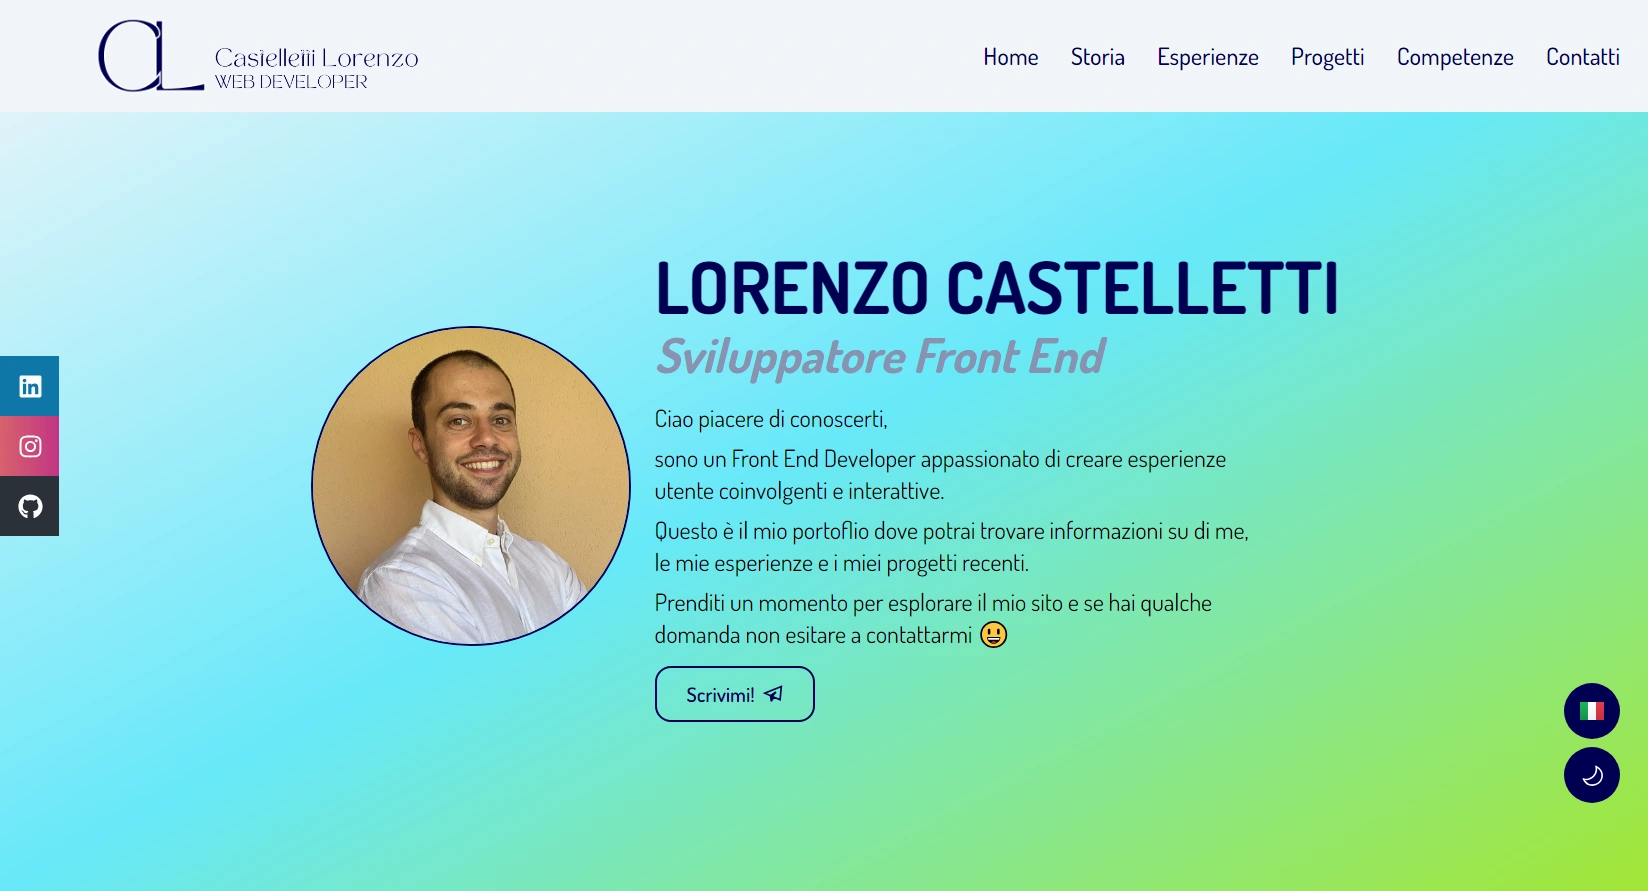 Castelletti Lorenzo
WEB DEVELOPER
Home Storia Esperienze Progetti Competenze Contatti
LORENZO CASTELLETTI
Sviluppatore Front End
Ciao piacere di conoscerti,
sono un Front End Developer appassionato di creare esperienze
utente coinvolgenti e interattive.
Questo è il mio portoflio dove potrai trovare informazioni su di me,
le mie esperienze e i miei progetti recenti.
Prenditi un momento per esplorare il mio sito e se hai qualche
domanda non esitare a contattarmi 😃
Scrivimi!